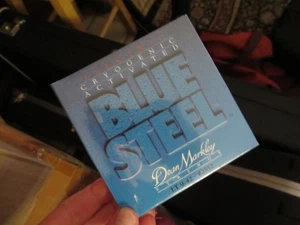 CRYOGENIC
ACTIVATED
BLUE
STEEL
Dean Markley